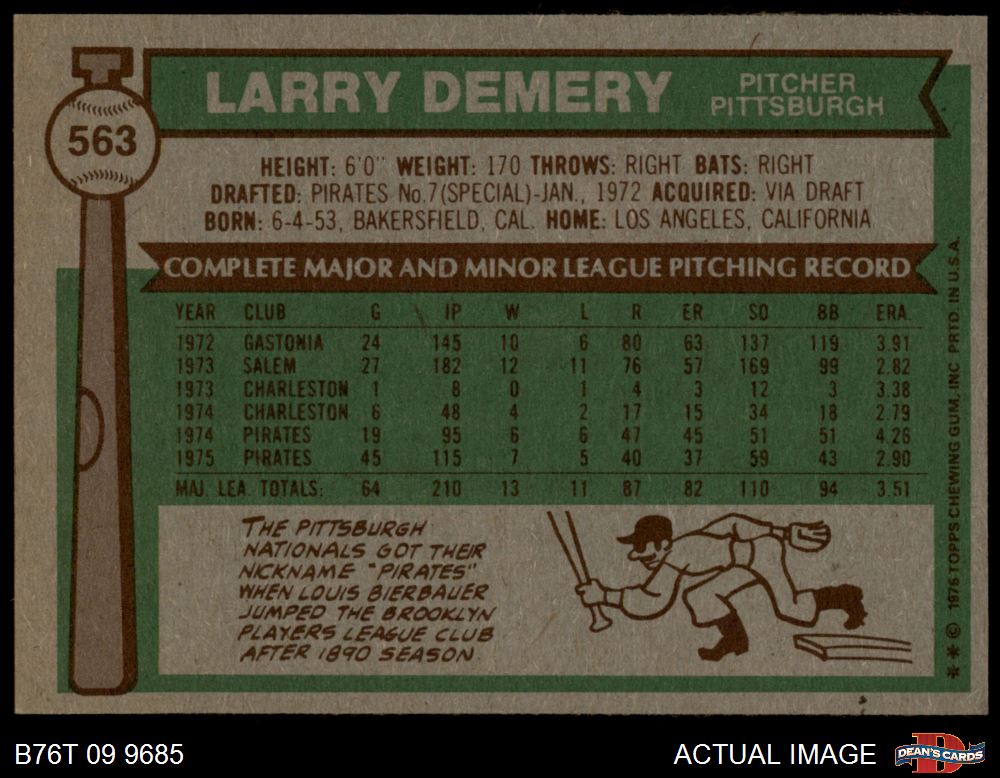 563
LARRY DEMERY
PITCHER
PITTSBURGH
HEIGHT: 6'0" WEIGHT: 170 THROWS: RIGHT BATS: RIGHT
DRAFTED: PIRATES No.7(SPECIAL)-JAN., 1972 ACQUIRED: VIA DRAFT
BORN: 6-4-53, BAKERSFIELD, CAL. HOME: LOS ANGELES, CALIFORNIA
COMPLETE MAJOR AND MINOR LEAGUE PITCHING RECORD
YEAR CLUB G IP W L R ER SO BB ERA.
1972 GASTONIA 24 145 10 6 80 63 137 119 3.91
1973 SALEM 27 182 12 11 76 57 169 99 2.82
1973 CHARLESTON 1 8 0 1 4 3 12 3 3.38
1974 CHARLESTON 6 48 4 2 17 15 34 18 2.79
1974 PIRATES 19 95 6 6 47 45 51 51 4.26
1975 PIRATES 45 115 7 5 40 37 59 43 2.90
MAJ. LEA. TOTALS: 64 210 13 11 87 82 110 94 3.51
THE PITTSBURGH
NATIONALS GOT THEIR
NICKNAME "PIRATES"
WHEN LOUIS BIERBAUER
JUMPED THE BROOKLYN
PLAYERS LEAGUE CLUB
AFTER 1890 SEASON.
** © 1976 TOPPS CHEWING GUM, INC PRTD. IN U.S.A.
B76T 09 9685
ACTUAL IMAGE
DEAN'S CARDS